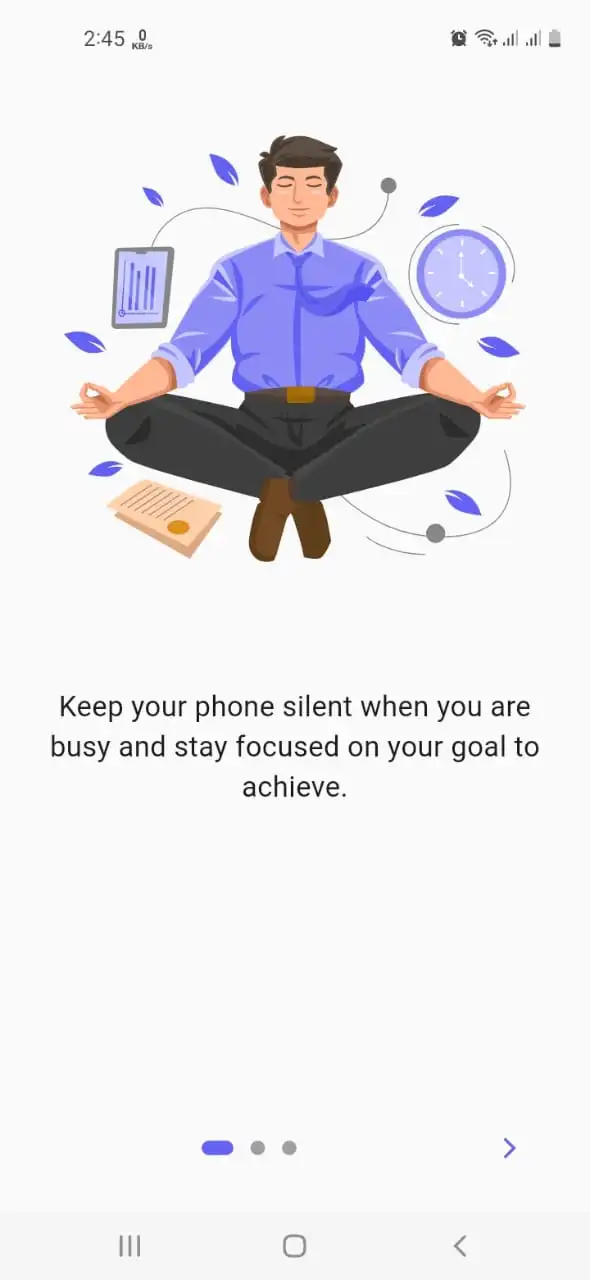 2:45 0
KB/s
Keep your phone silent when you are
busy and stay focused on your goal to
achieve.